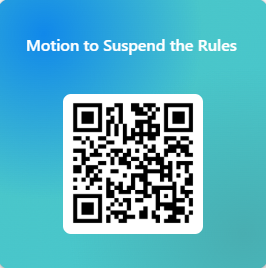 Motion to Suspend the Rules